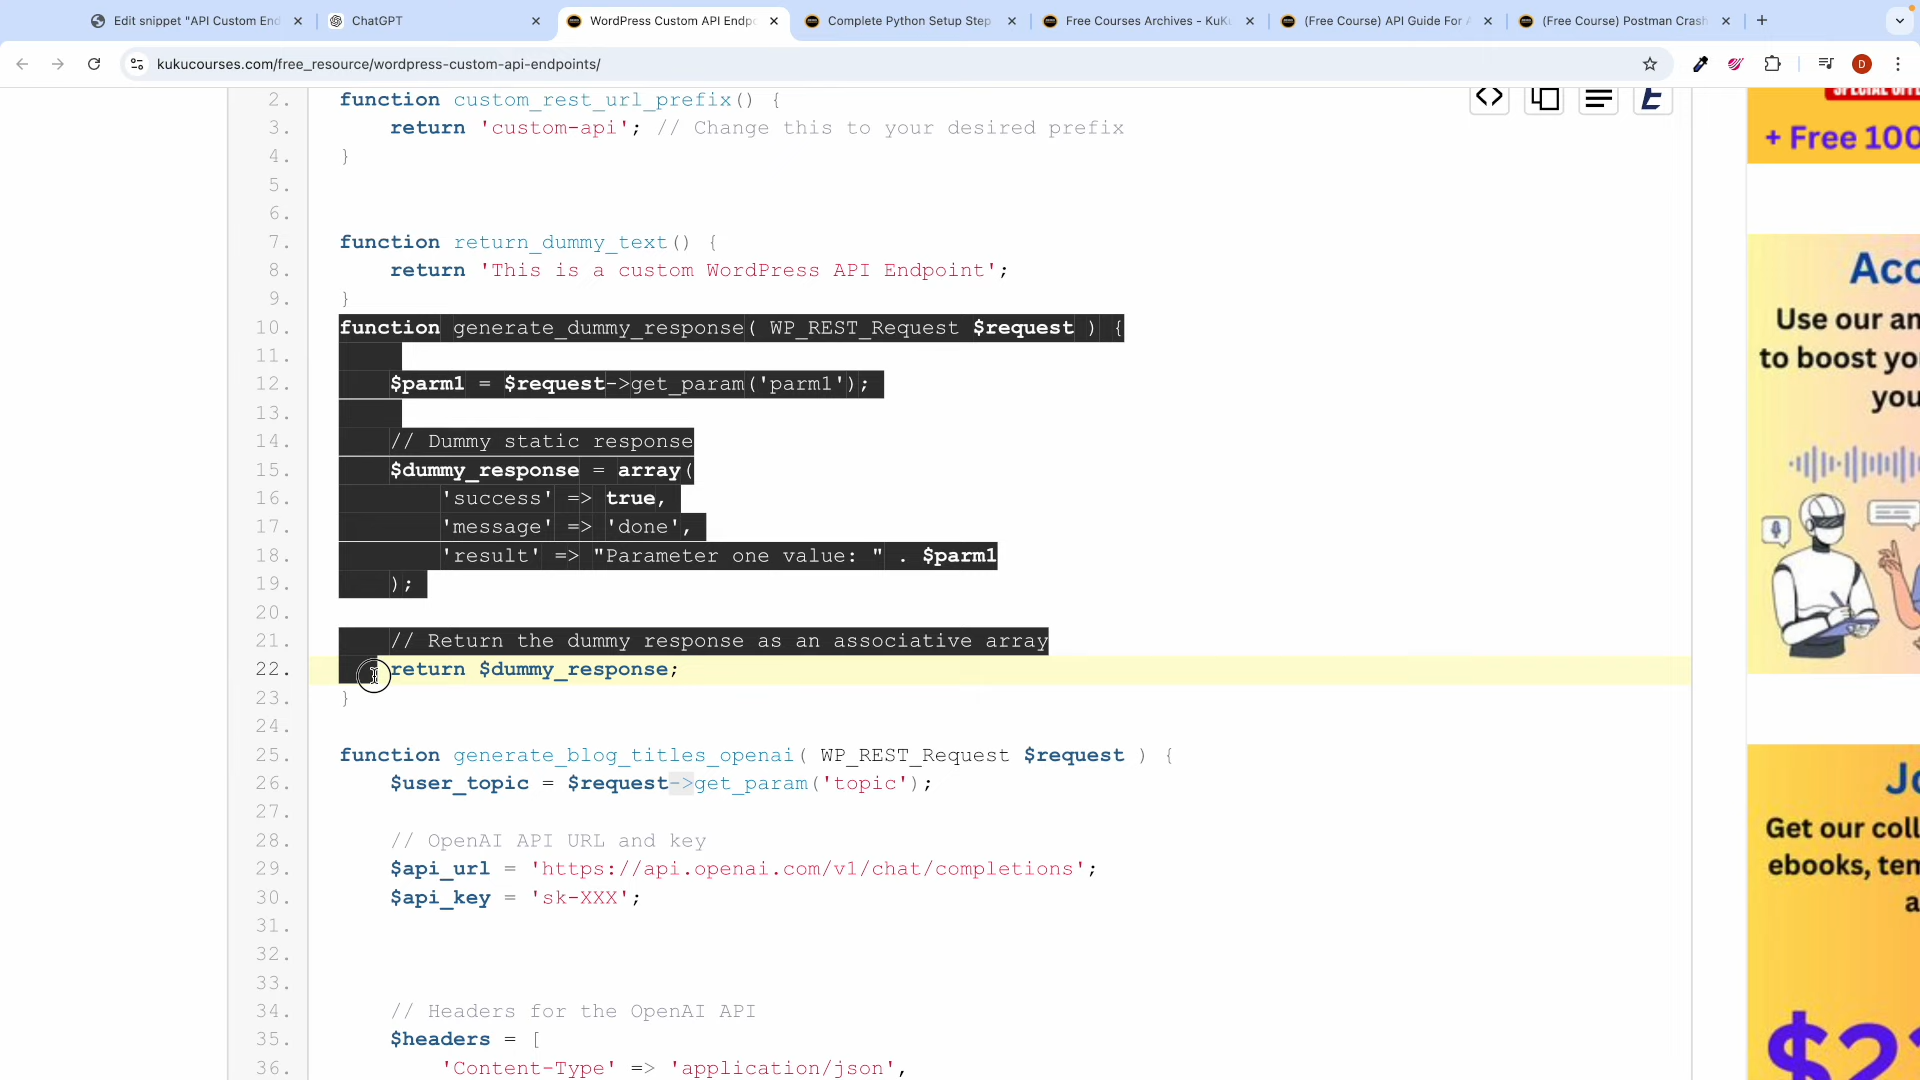 Edit snippet "API Custom End
ChatGPT
WordPress Custom API Endpo
Complete Python Setup Step
Free Courses Archives - KuKu
(Free Course) API Guide For A
(Free Course) Postman Crash
kukucourses.com/free_resource/wordpress-custom-api-endpoints/
D
2. function custom_rest_url_prefix() {
3. return 'custom-api'; // Change this to your desired prefix
4. }
5.
6.
7. function return_dummy_text() {
8. return 'This is a custom WordPress API Endpoint';
9. }
10. function generate_dummy_response( WP_REST_Request $request ) {
11.
12. $parm1 = $request->get_param('parm1');
13.
14. // Dummy static response
15. $dummy_response = array(
16. 'success' => true,
17. 'message' => 'done',
18. 'result' => "Parameter one value: " . $parm1
19. );
20.
21. // Return the dummy response as an associative array
22. return $dummy_response;
23. }
24.
25. function generate_blog_titles_openai( WP_REST_Request $request ) {
26. $user_topic = $request->get_param('topic');
27.
28. // OpenAI API URL and key
29. $api_url = 'https://api.openai.com/v1/chat/completions';
30. $api_key = 'sk-XXX';
31.
32.
33.
34. // Headers for the OpenAI API
35. $headers = [
36. 'Content-Type' => 'application/json',
SPECIAL OFFE
+ Free 100
Acc
Use our an
to boost yo
you
Jo
Get our coll
ebooks, tem
a